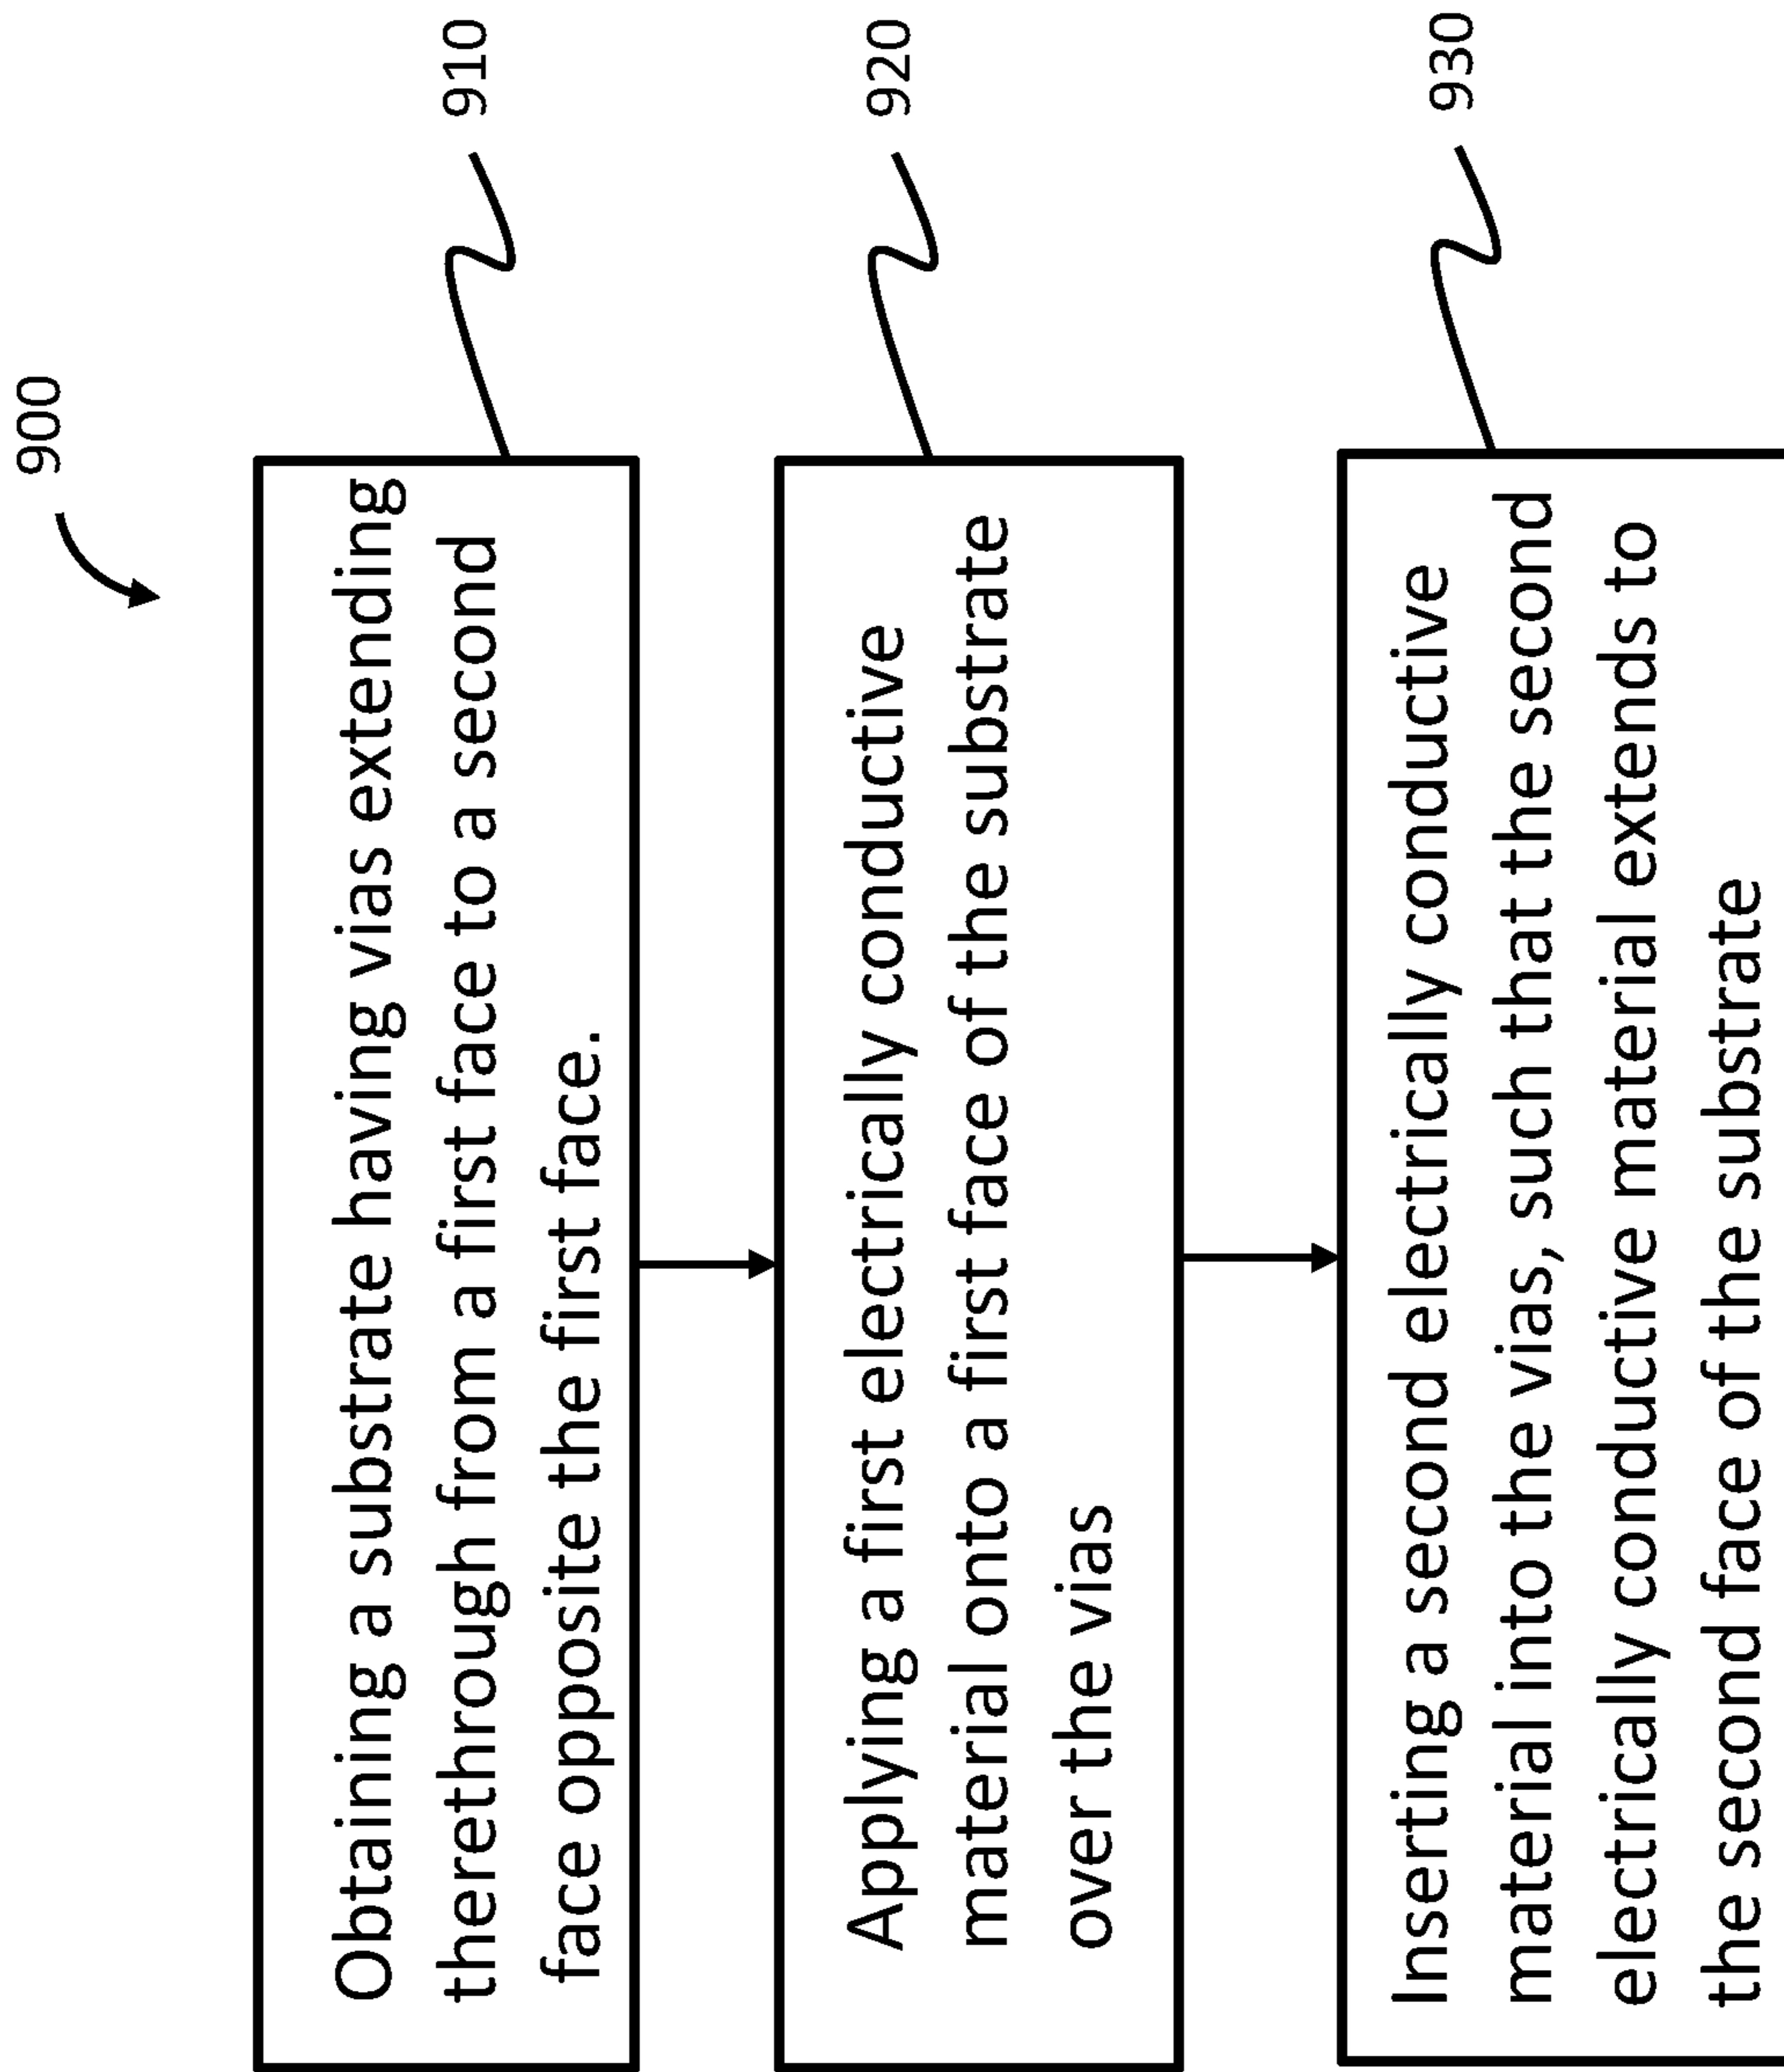 900
Obtaining a substrate having vias extending
therethrough from a first face to a second
face opposite the first face.
910
Applying a first electrically conductive
material onto a first face of the substrate
over the vias
920
Inserting a second electrically conductive
material into the vias, such that the second
electrically conductive material extends to
the second face of the substrate
930